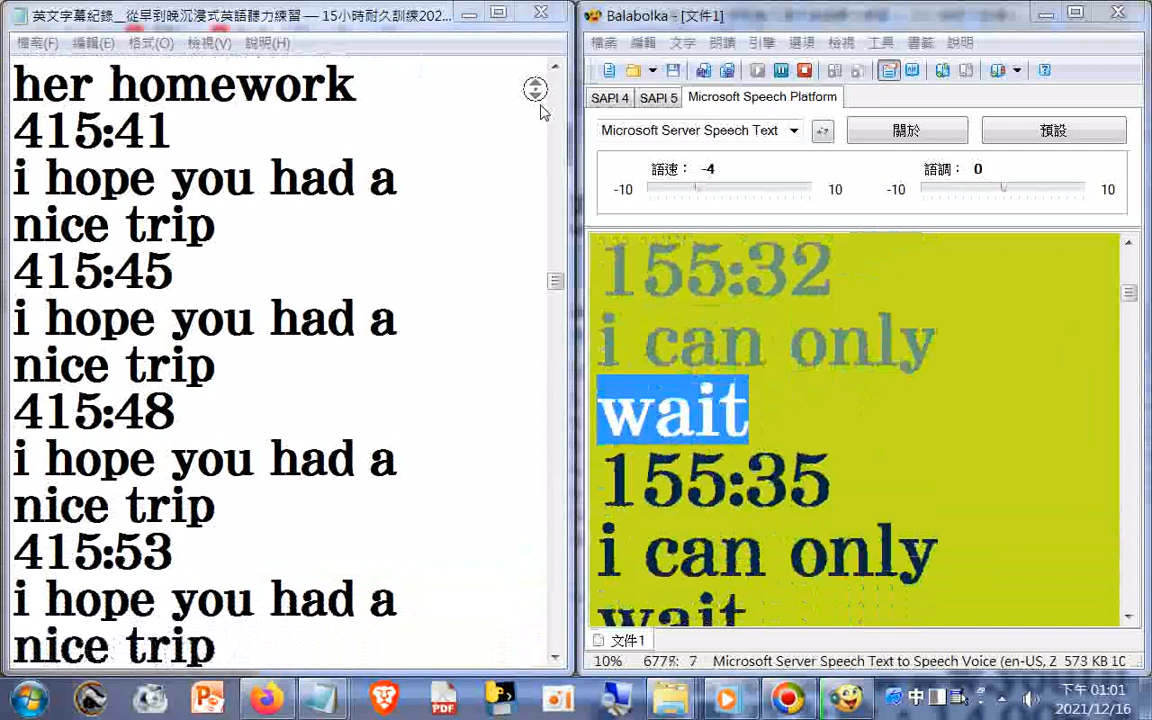 英文字幕紀錄__從早到晚沉浸式英語聽力練習 — 15小時耐久訓練202...
檔案(F) 編輯(E) 格式(O) 檢視(V) 說明(H)
her homework
415:41
i hope you had a
nice trip
415:45
i hope you had a
nice trip
415:48
i hope you had a
nice trip
415:53
i hope you had a
nice trip
Balabolka - [文件1]
檔案 編輯 文字 朗讀 引擎 選項 檢視 工具 書籤 說明
SAPI 4 SAPI 5 Microsoft Speech Platform
Microsoft Server Speech Text 關於 預設
語速： -4 語調： 0
-10 10 -10 10
155:32
i can only
wait
155:35
i can only
wait
文件1
10% 677: 7 Microsoft Server Speech Text to Speech Voice (en-US, 2 573 KB 10
PDF
中
下午 01:01
2021/12/16